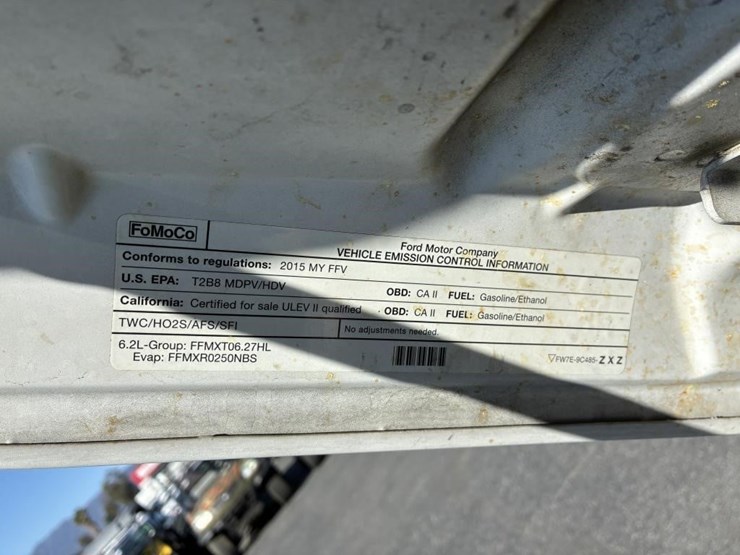 FoMoCo
Ford Motor Company
VEHICLE EMISSION CONTROL INFORMATION
Conforms to regulations: 2015 MY FFV
U.S. EPA: T2B8 MDPV/HDV OBD: CA II FUEL: Gasoline/Ethanol
California: Certified for sale ULEV II qualified OBD: CA II FUEL: Gasoline/Ethanol
TWC/HO2S/AFS/SFI No adjustments needed.
6.2L-Group: FFMXT06.27HL
Evap: FFMXR0250NBS
FW7E-9C485-ZXZ